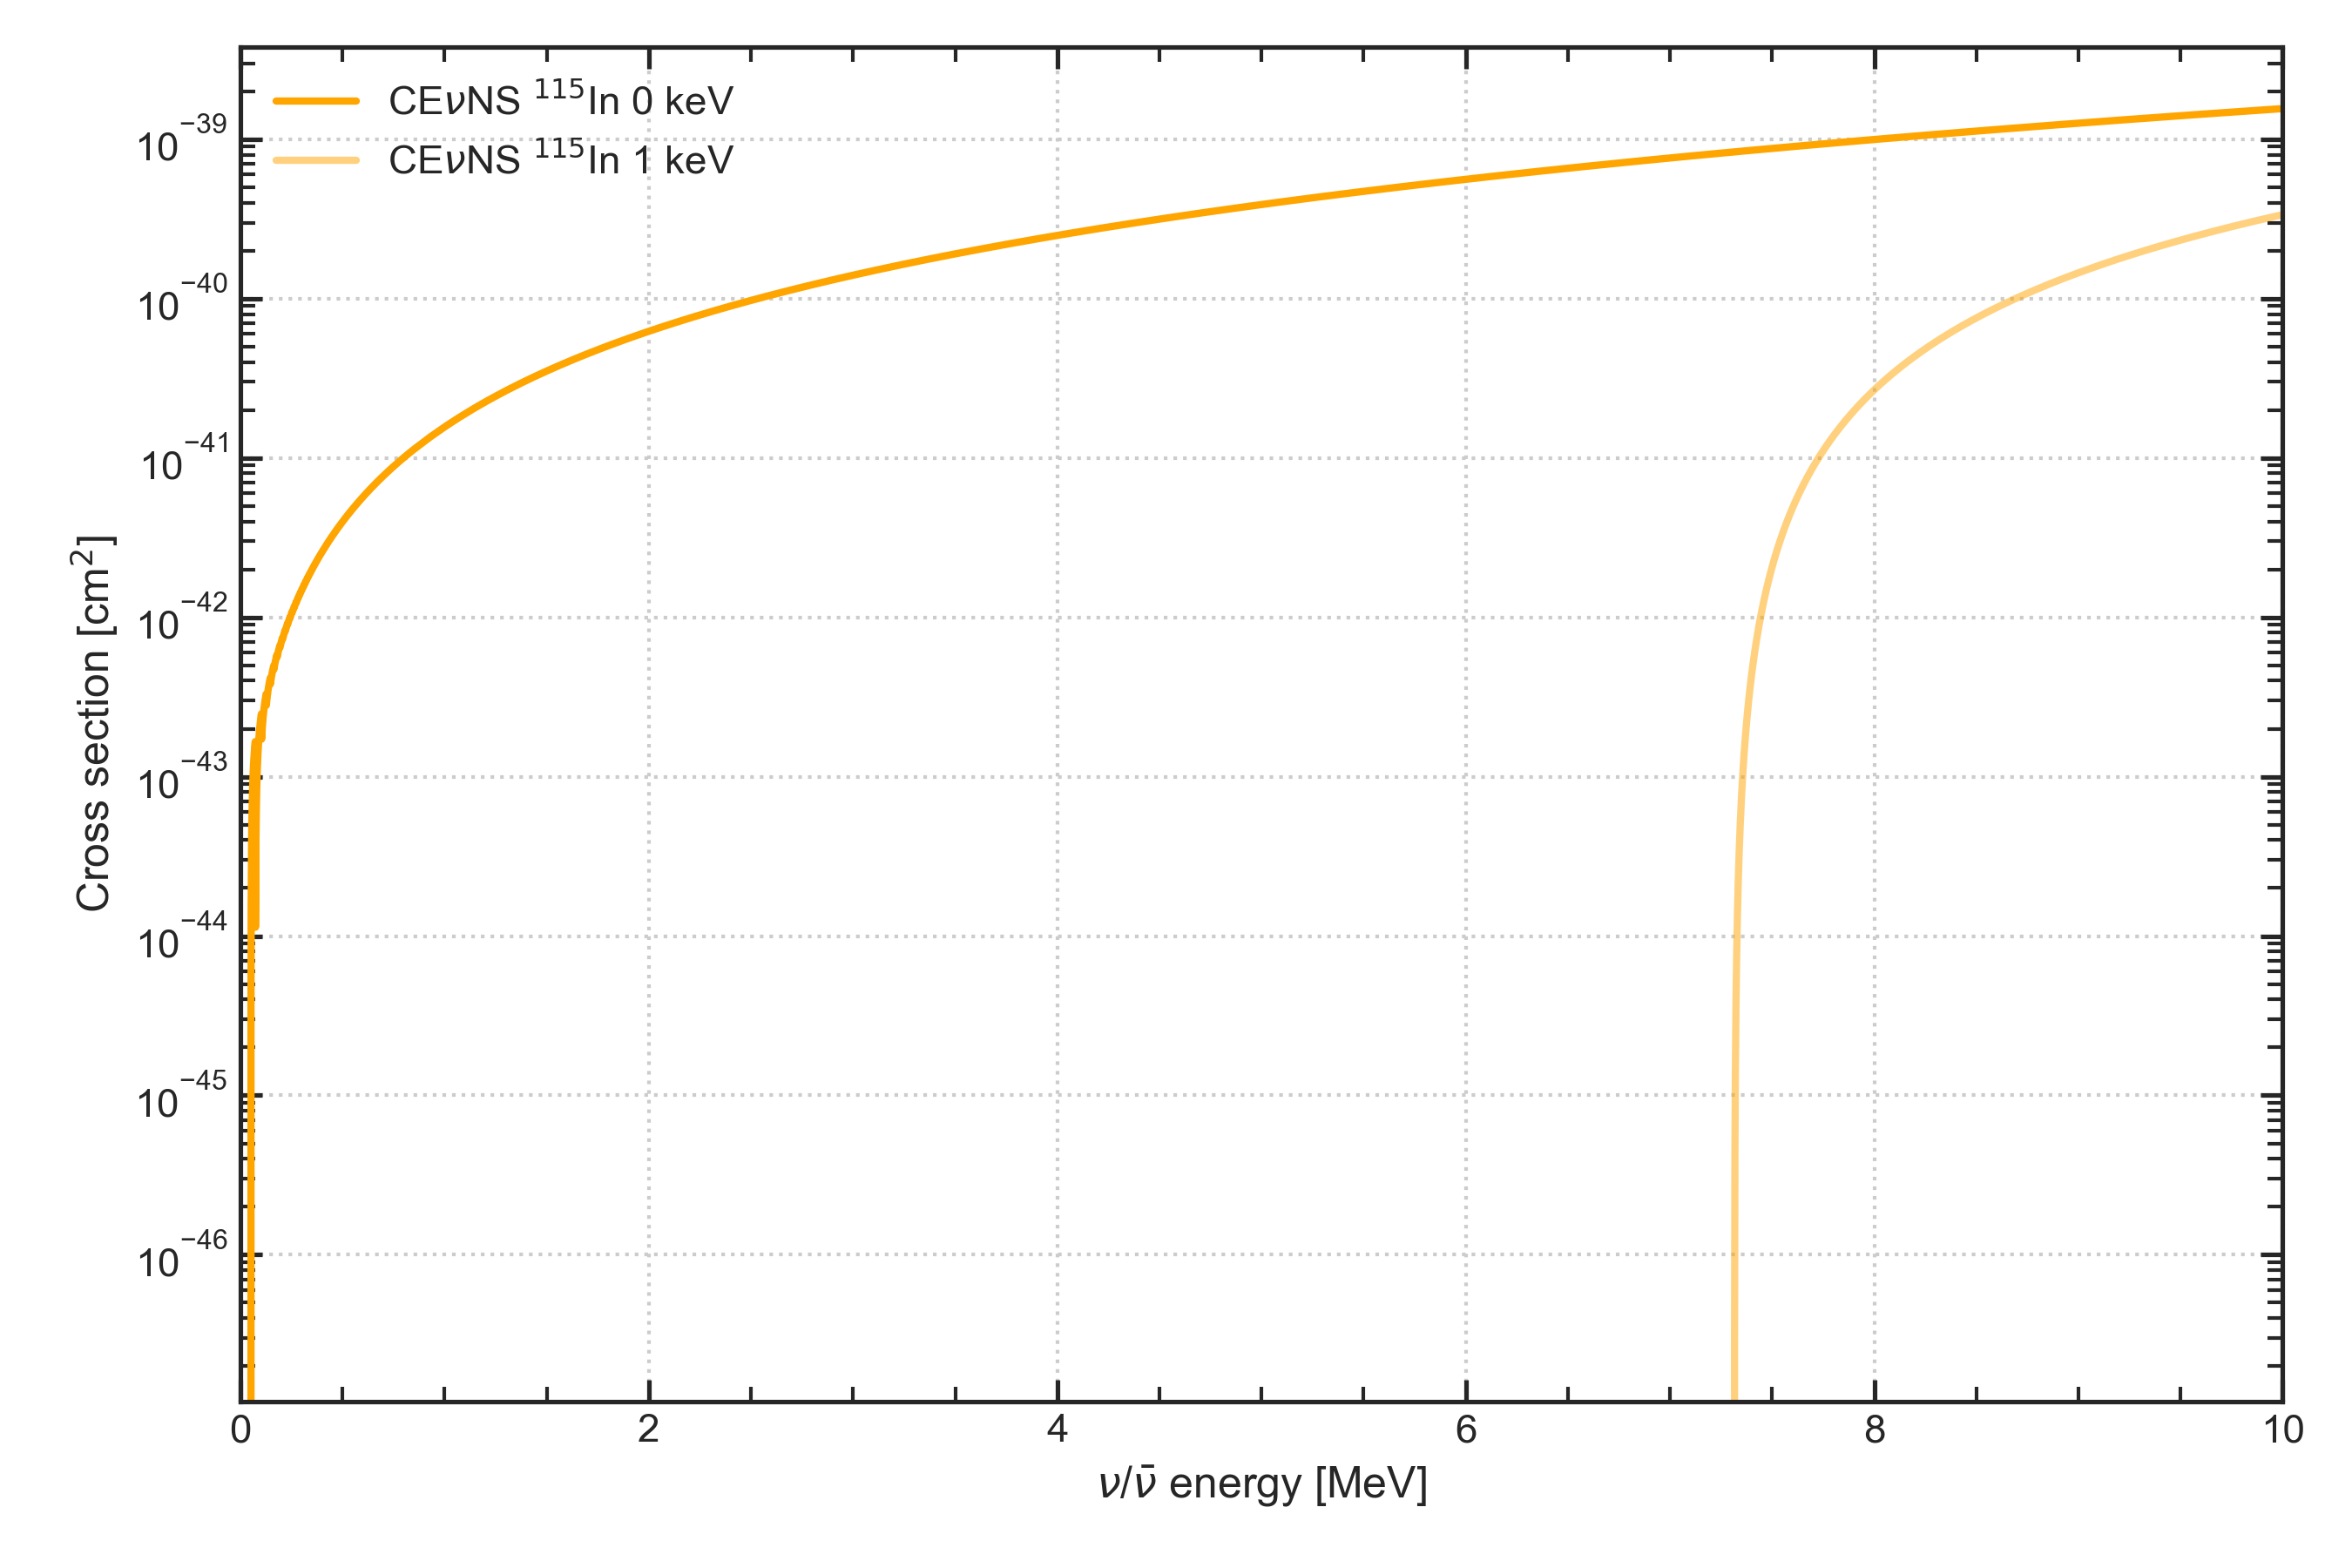 CEνNS ¹¹⁵In 0 keV
CEνNS ¹¹⁵In 1 keV
10⁻³⁹
10⁻⁴⁰
10⁻⁴¹
10⁻⁴²
10⁻⁴³
10⁻⁴⁴
10⁻⁴⁵
10⁻⁴⁶
Cross section [cm²]
0 2 4 6 8 10
ν/ν̄ energy [MeV]